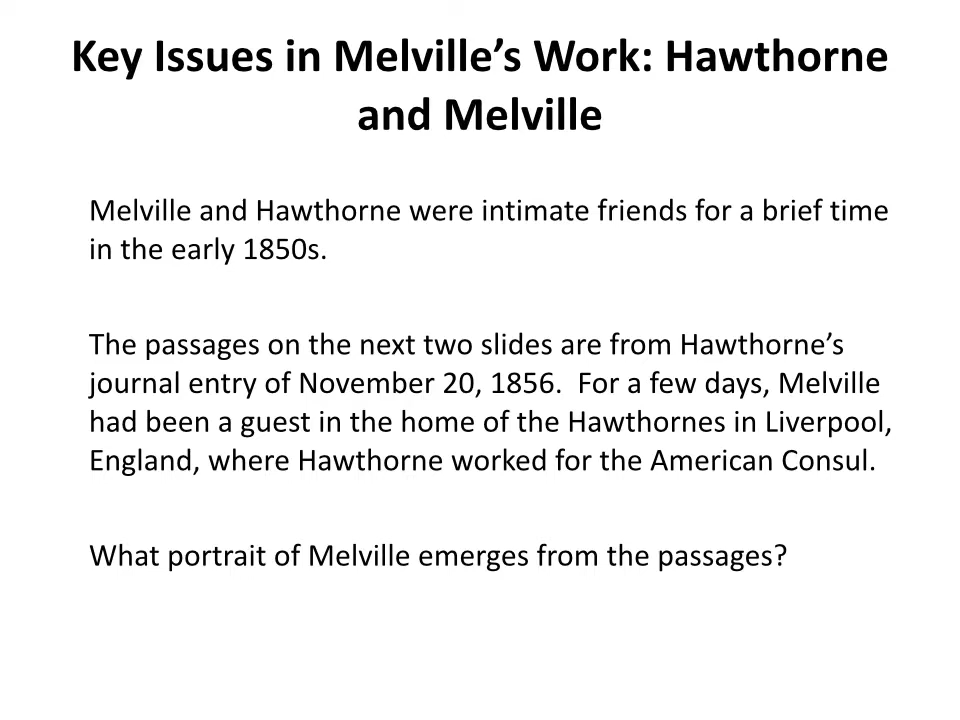 Key Issues in Melville’s Work: Hawthorne
and Melville
Melville and Hawthorne were intimate friends for a brief time
in the early 1850s.
The passages on the next two slides are from Hawthorne’s
journal entry of November 20, 1856.  For a few days, Melville
had been a guest in the home of the Hawthornes in Liverpool,
England, where Hawthorne worked for the American Consul.
What portrait of Melville emerges from the passages?